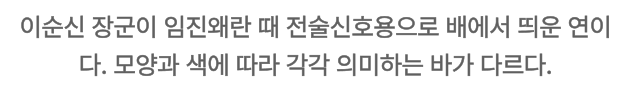 이순신 장군이 임진왜란 때 전술신호용으로 배에서 띄운 연이
다. 모양과 색에 따라 각각 의미하는 바가 다르다.